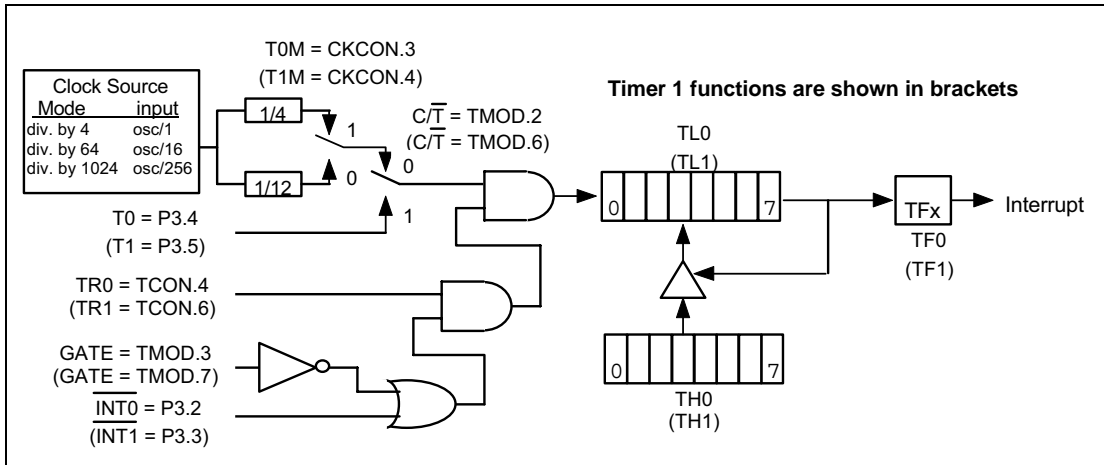 T0M = CKCON.3
(T1M = CKCON.4)
Clock Source
Mode input
div. by 4 osc/1
div. by 64 osc/16
div. by 1024 osc/256
1/4
1/12
1
0
C/T = TMOD.2
(C/T = TMOD.6)
0
1
T0 = P3.4
(T1 = P3.5)
TR0 = TCON.4
(TR1 = TCON.6)
GATE = TMOD.3
(GATE = TMOD.7)
INT0 = P3.2
(INT1 = P3.3)
Timer 1 functions are shown in brackets
TL0
(TL1)
0 7
TFx
Interrupt
TF0
(TF1)
0 7
TH0
(TH1)